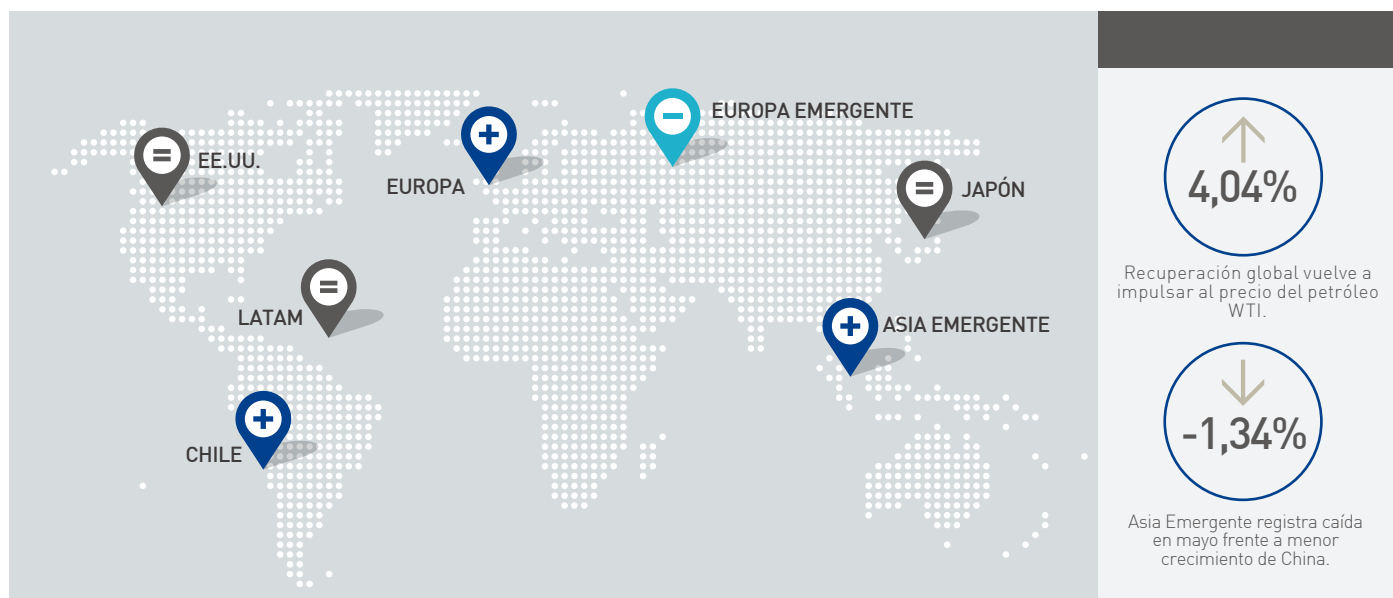 EUROPA EMERGENTE
EE.UU.
EUROPA
JAPÓN
LATAM
ASIA EMERGENTE
CHILE
4,04%
Recuperación global vuelve a
impulsar al precio del petróleo
WTI.
-1,34%
Asia Emergente registra caída
en mayo frente a menor
crecimiento de China.